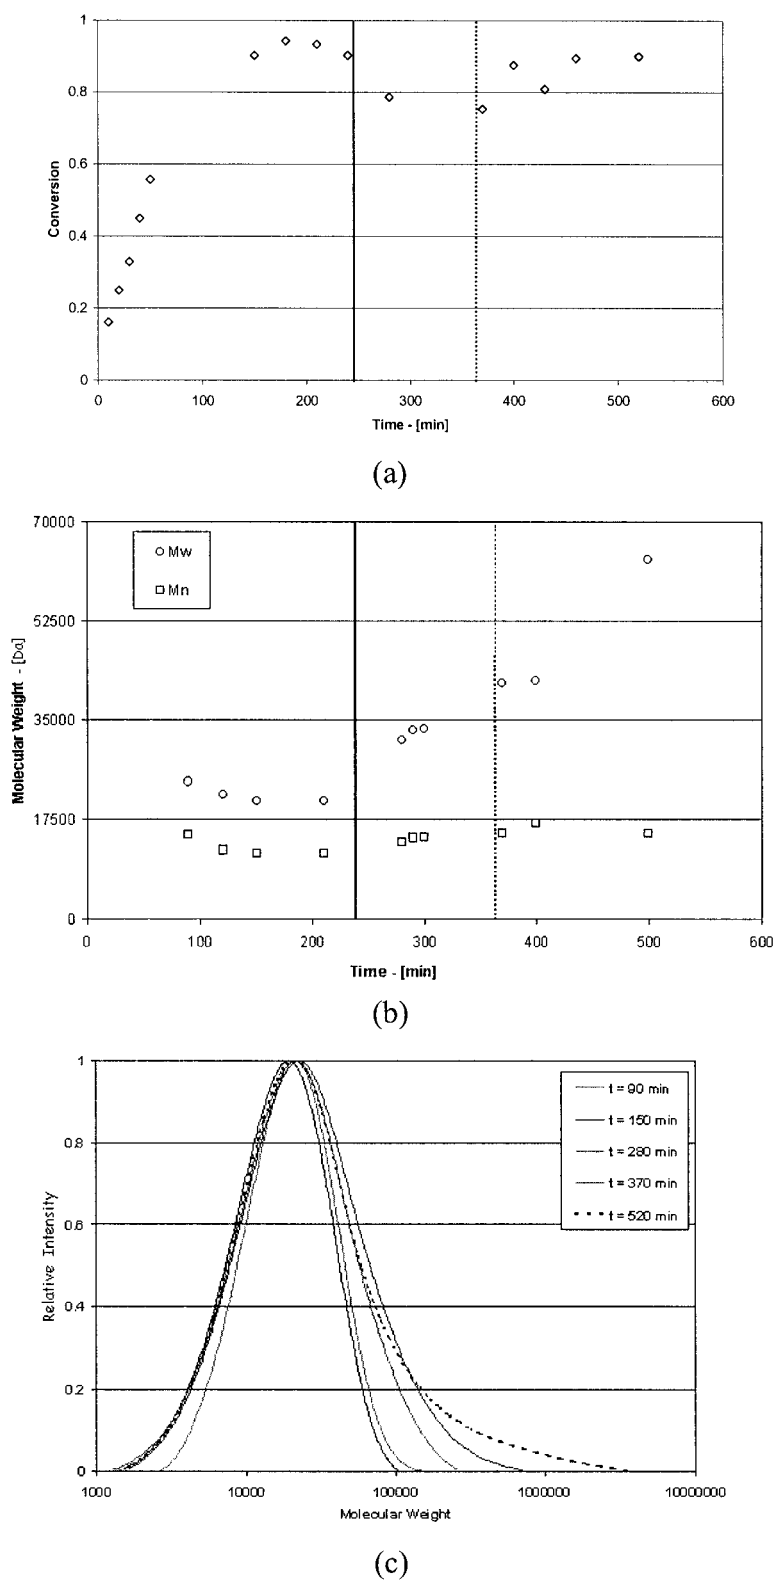 1
0.8
0.6
0.4
0.2
0
Conversion
0 100 200 300 400 500 600
Time - [min]
(a)
70000
52500
35000
17500
0
Molecular Weight - [Da]
Mw
Mn
0 100 200 300 400 500 600
Time - [min]
(b)
1
0.8
0.6
0.4
0.2
0
Relative Intensity
t = 90 min
t = 150 min
t = 280 min
t = 370 min
t = 520 min
1000 10000 100000 1000000 10000000
Molecular Weight
(c)